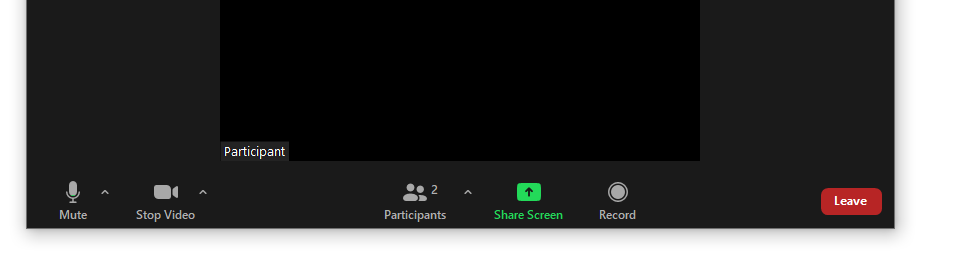 Participant
2
Mute
Stop Video
Participants
Share Screen
Record
Leave